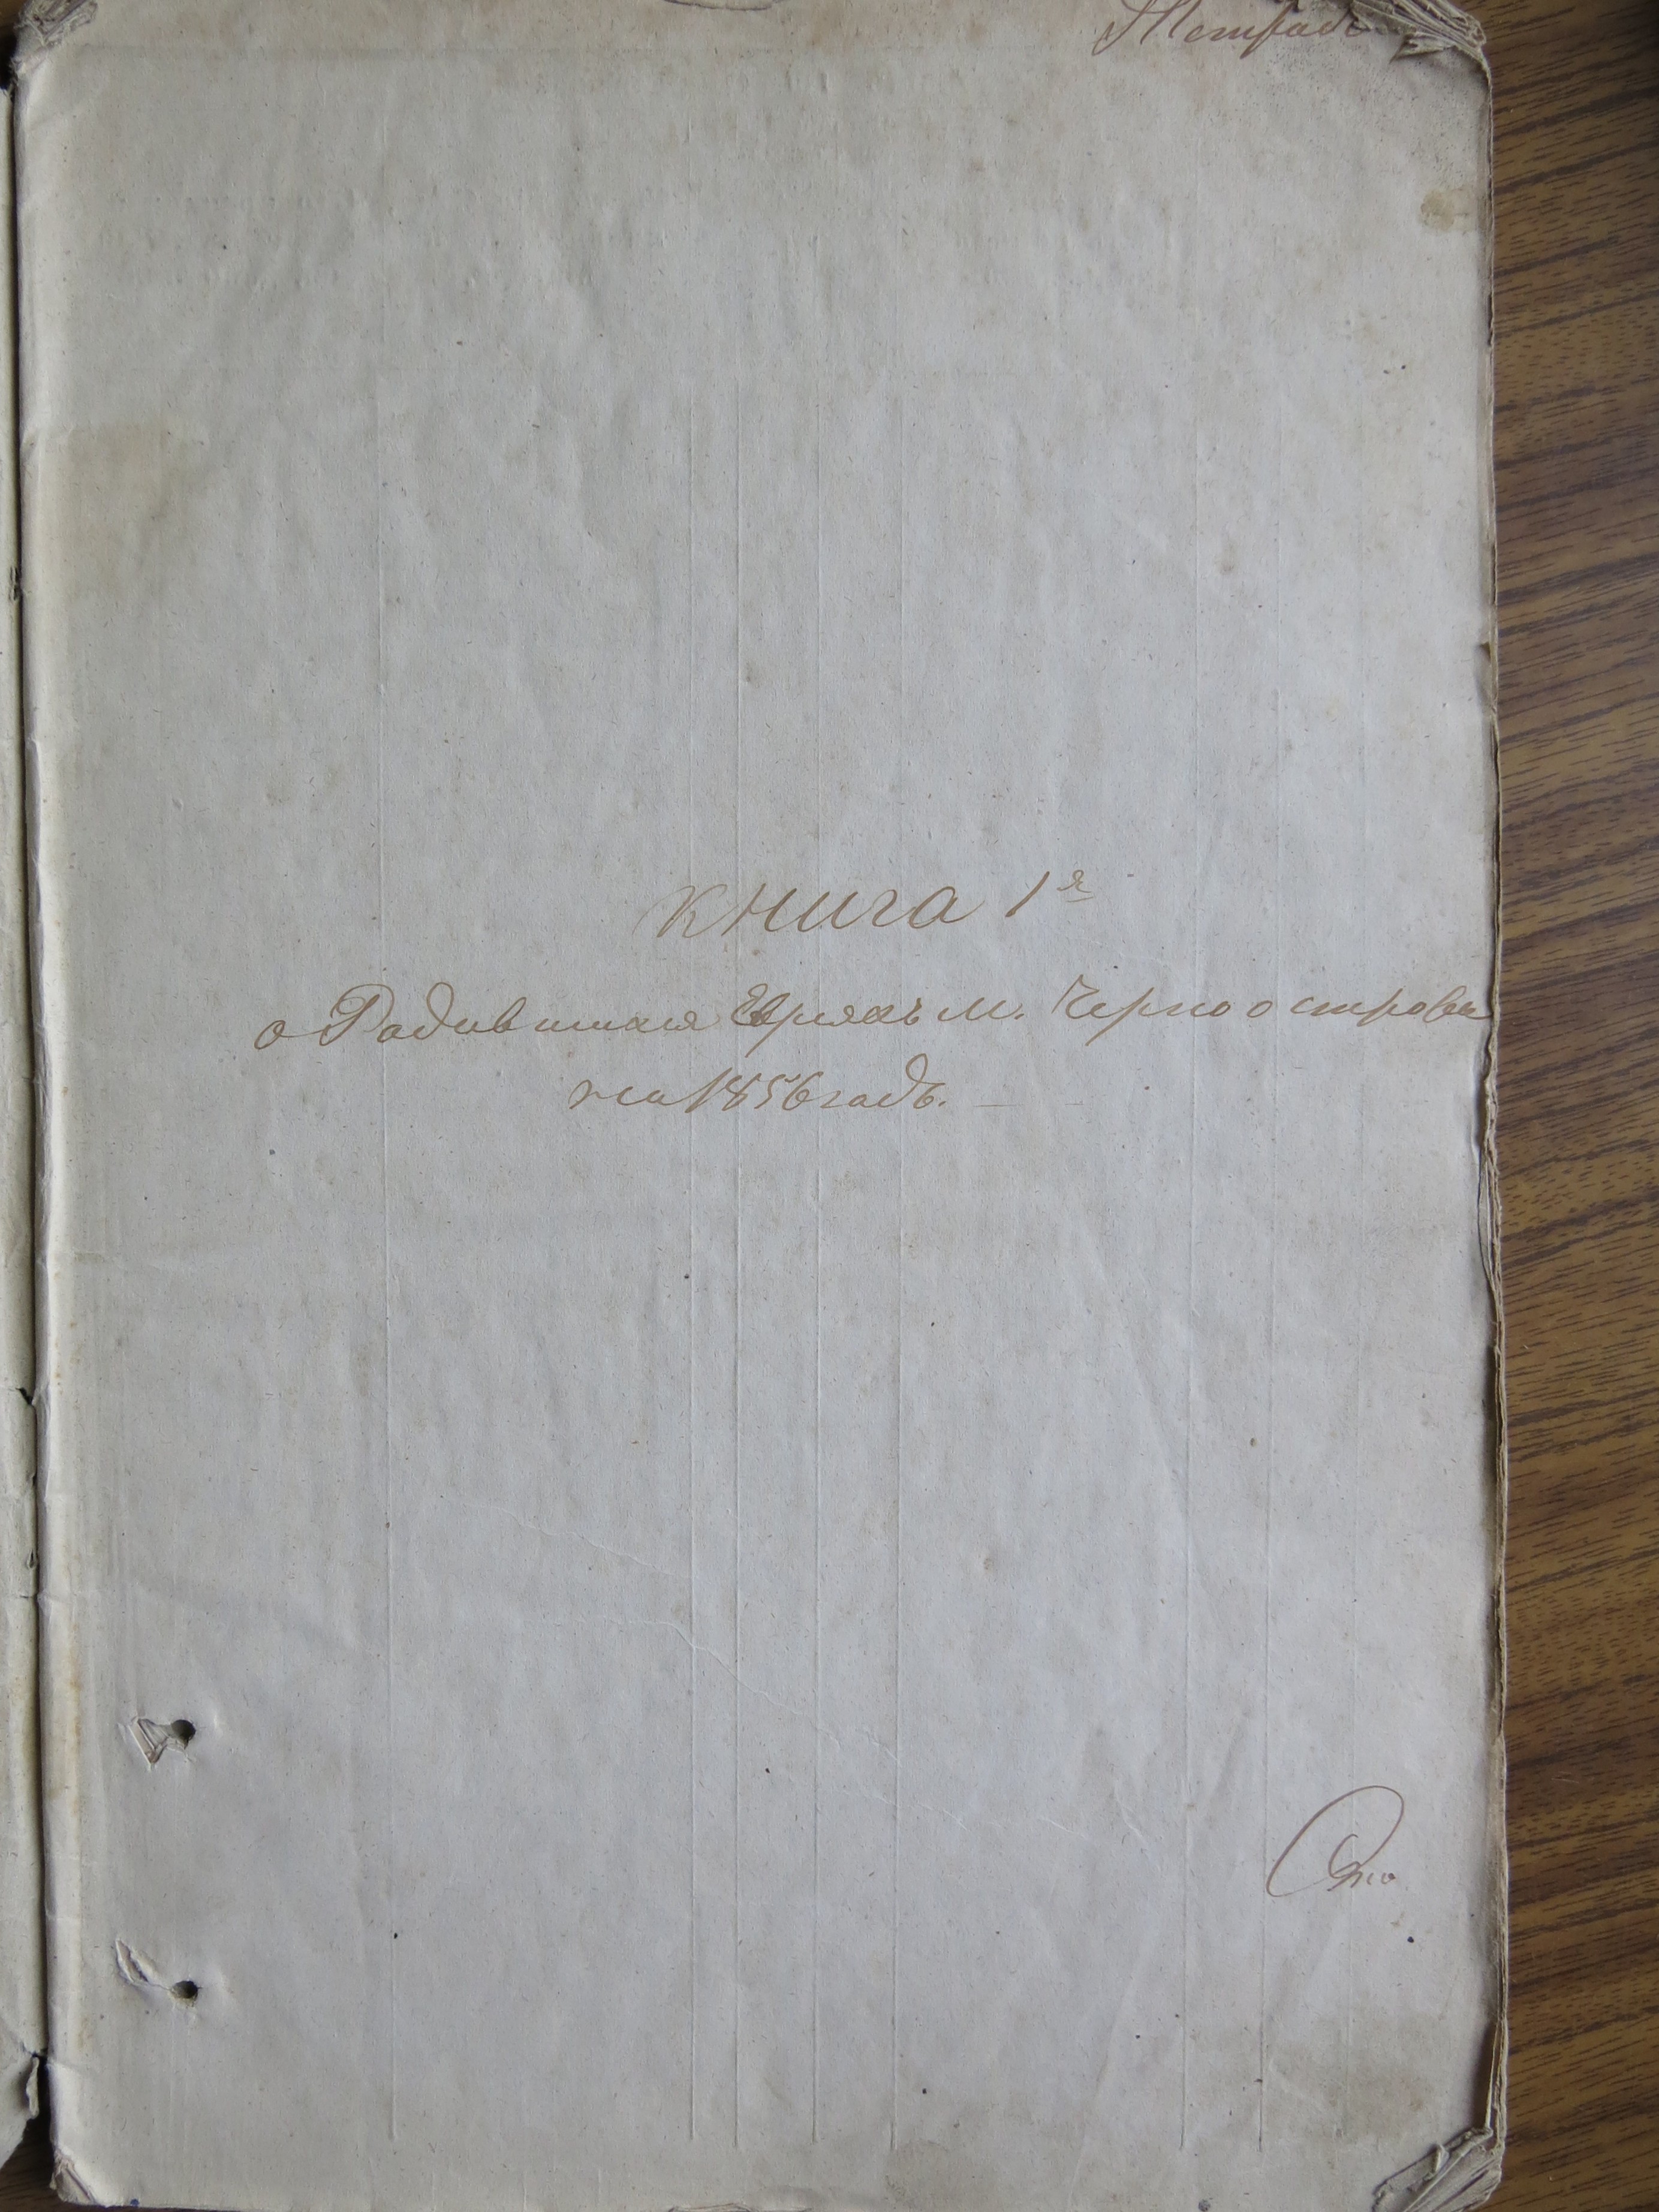 Тетрадь
книга 1я
о Родившихся Евреяхъ м. Черноострова
на 1856 годъ.